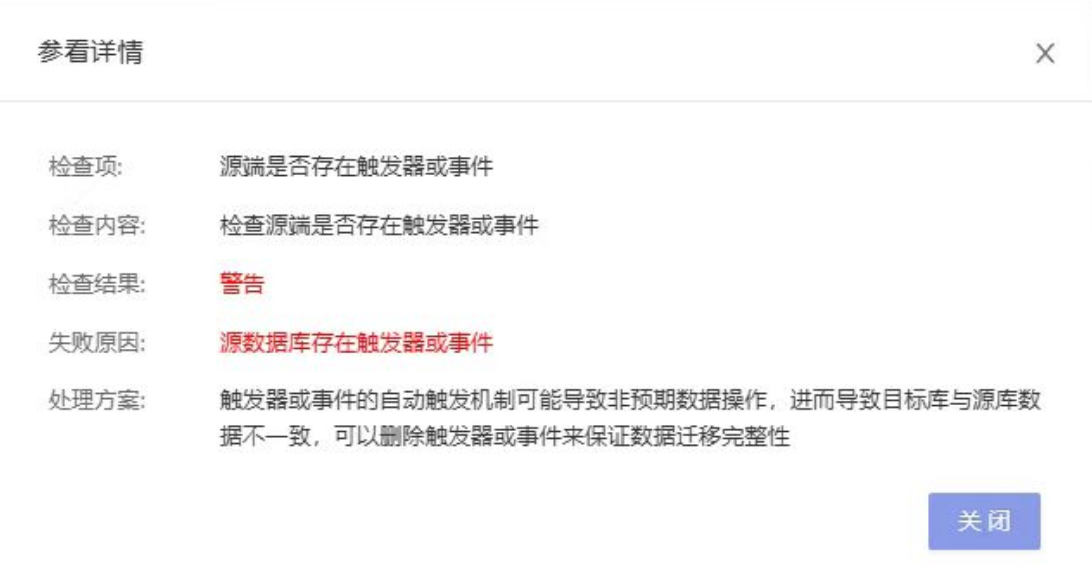 参看详情
检查项: 源端是否存在触发器或事件
检查内容: 检查源端是否存在触发器或事件
检查结果: 警告
失败原因: 源数据库存在触发器或事件
处理方案: 触发器或事件的自动触发机制可能导致非预期数据操作，进而导致目标库与源库数
据不一致，可以删除触发器或事件来保证数据迁移完整性
关闭